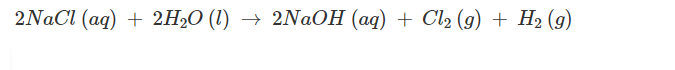 2NaCl (aq) + 2H₂O (l) → 2NaOH (aq) + Cl₂ (g) + H₂ (g)